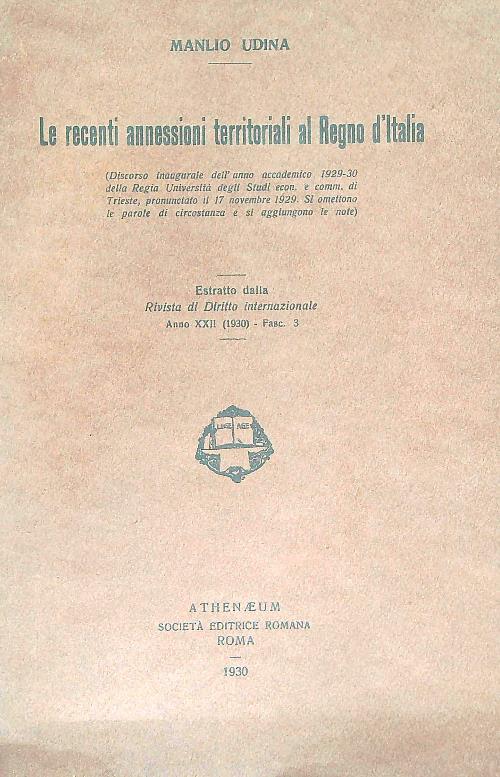 MANLIO UDINA
Le recenti annessioni territoriali al Regno d'Italia
(Discorso inaugurale dell'anno accademico 1929-30
della Regia Università degli Studi econ. e comm. di
Trieste, pronunciato il 17 novembre 1929. Si omettono
le parole di circostanza e si aggiungono le note)
Estratto dalla
Rivista di Diritto internazionale
Anno XXII (1930) - Fasc. 3
LEGE AGE
ATHENÆUM
SOCIETÀ EDITRICE ROMANA
ROMA
1930